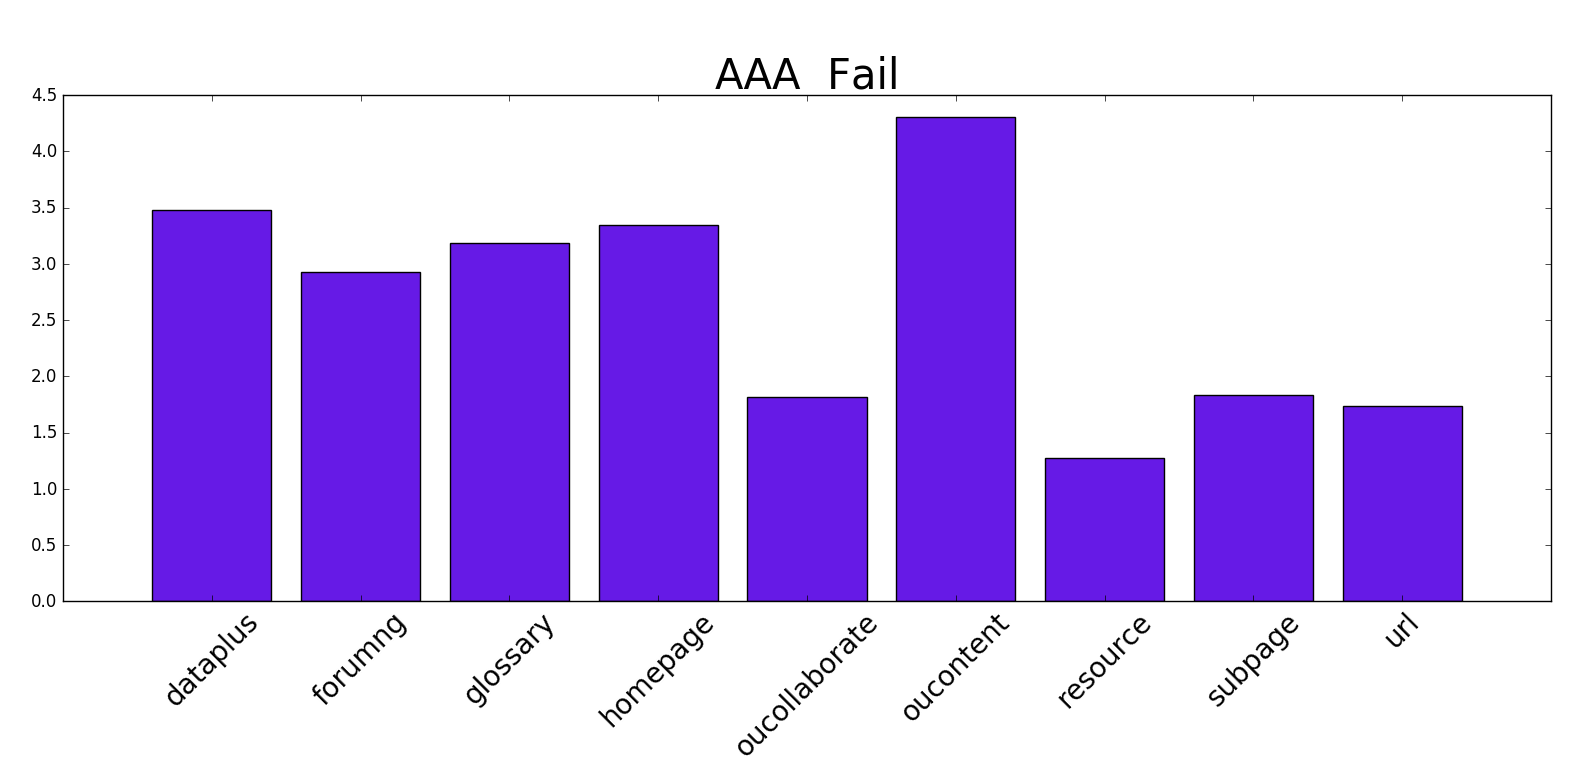 AAA  Fail
4.5
4.0
3.5
3.0
2.5
2.0
1.5
1.0
0.5
0.0
dataplus
forumng
glossary
homepage
oucollaborate
oucontent
resource
subpage
url